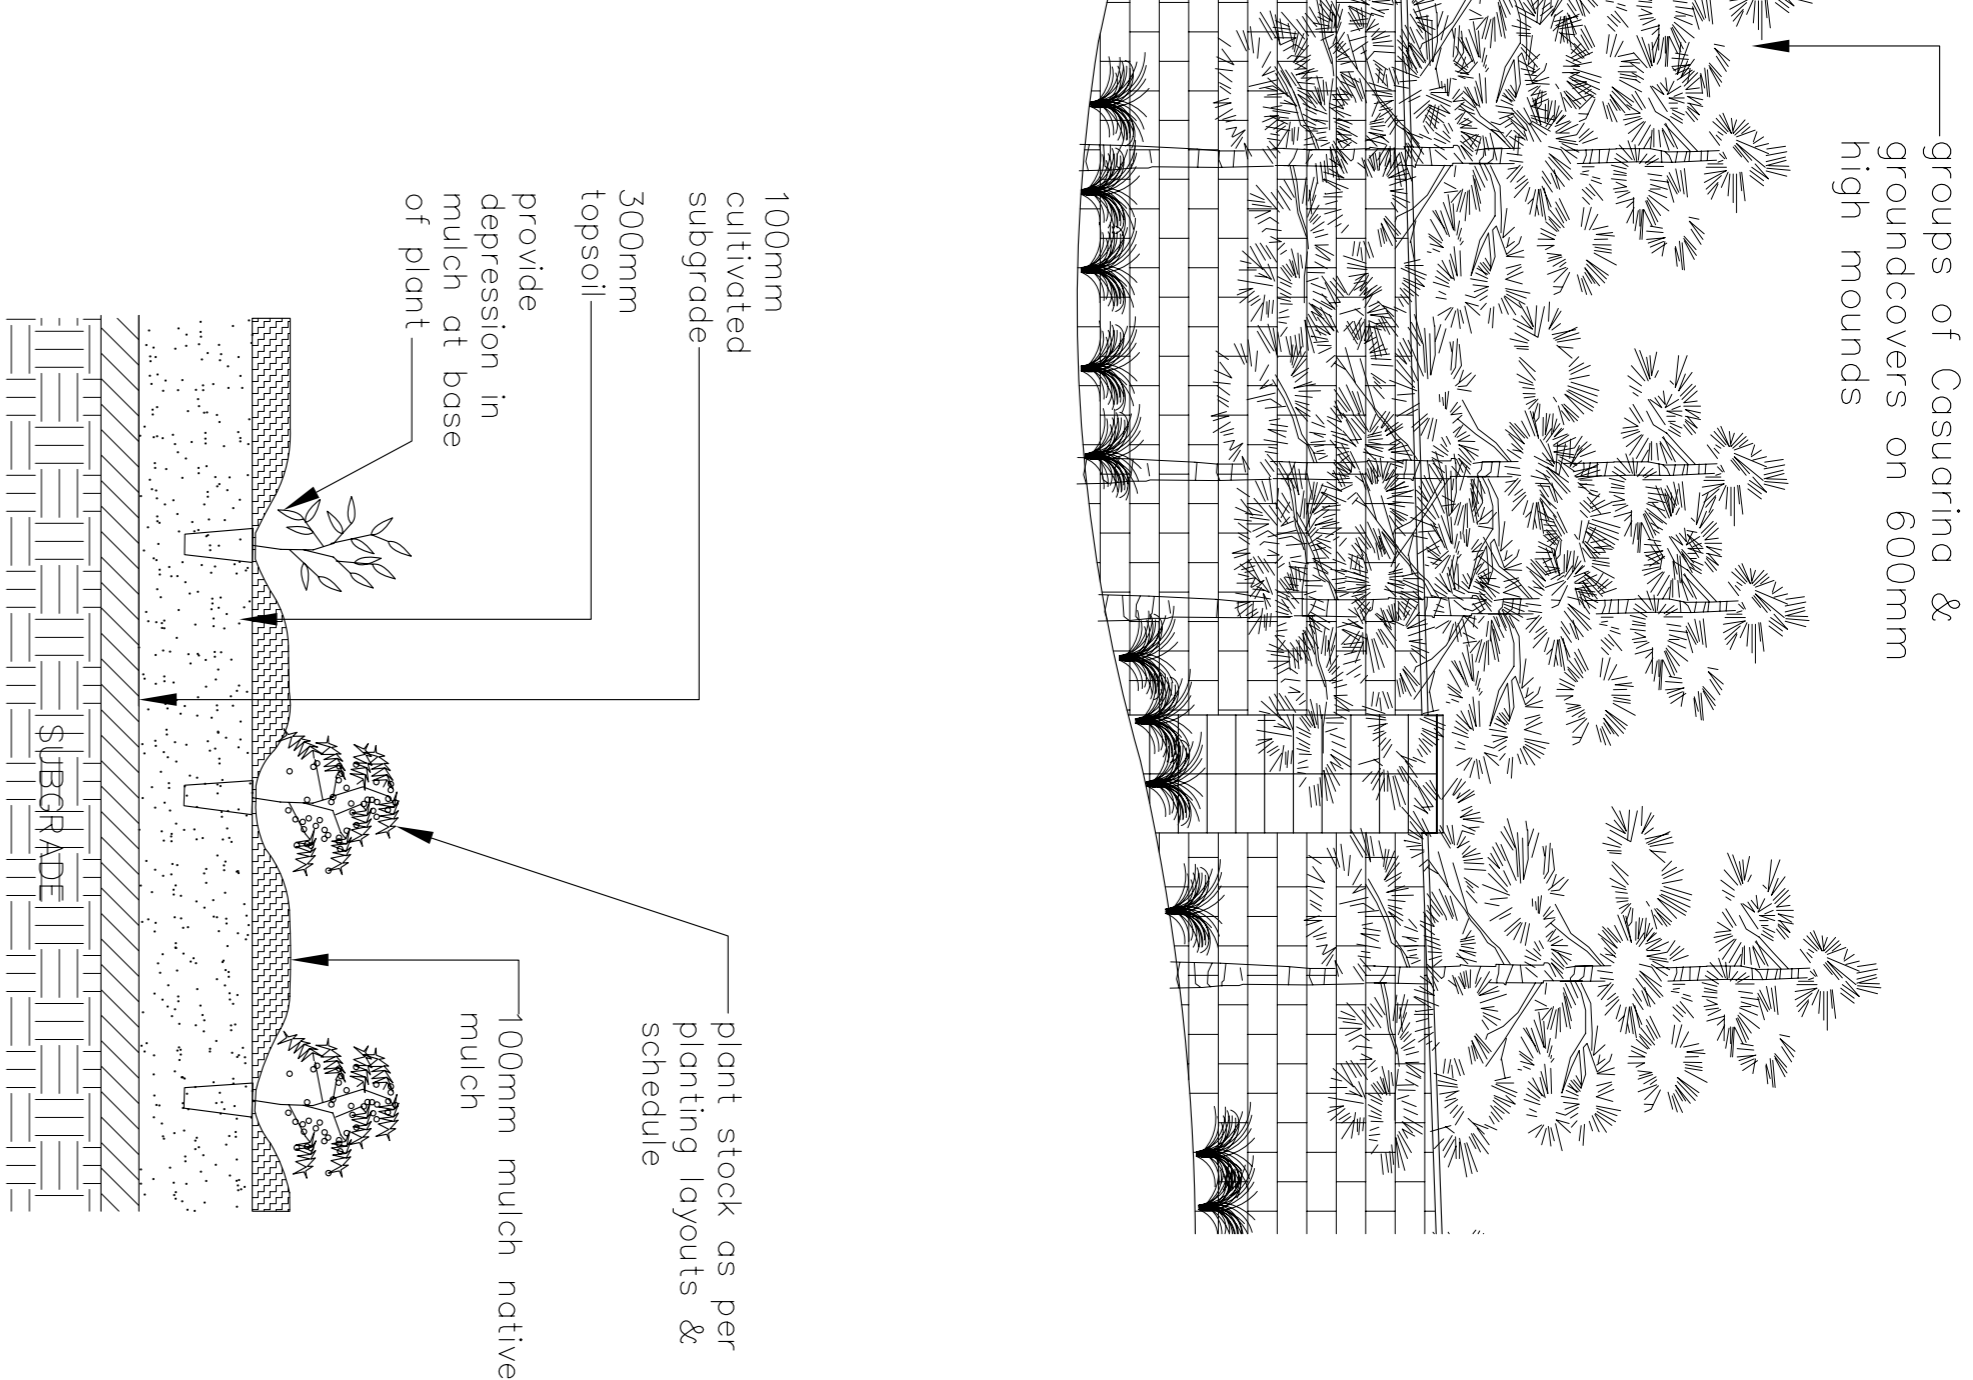 groups of Casuarina &
groundcovers on 600mm
high mounds
100mm
cultivated
subgrade
300mm
topsoil
provide
depression in
mulch at base
of plant
plant stock as per
planting layouts &
schedule
100mm mulch native
mulch
SUBGRADE